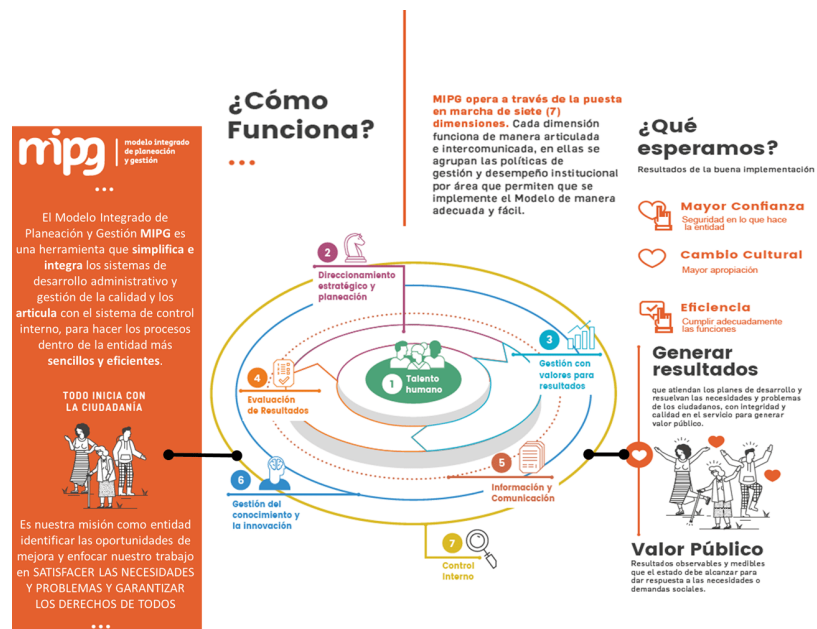 mipg
modelo integrado
de planeación
y gestión
El Modelo Integrado de
Planeación y Gestión MIPG es
una herramienta que simplifica e
integra los sistemas de
desarrollo administrativo y
gestión de la calidad y los
articula con el sistema de control
interno, para hacer los procesos
dentro de la entidad más
sencillos y eficientes.
TODO INICIA CON
LA CIUDADANÍA
Es nuestra misión como entidad
identificar las oportunidades de
mejora y enfocar nuestro trabajo
en SATISFACER LAS NECESIDADES
Y PROBLEMAS Y GARANTIZAR
LOS DERECHOS DE TODOS
¿Cómo
Funciona?
MIPG opera a través de la puesta
en marcha de siete (7)
dimensiones. Cada dimensión
funciona de manera articulada
e intercomunicada, en ellas se
agrupan las políticas de
gestión y desempeño institucional
por área que permiten que se
implemente el Modelo de manera
adecuada y fácil.
2
Direccionamiento
estratégico y
planeación
3
Gestión con
valores para
resultados
4
Evaluación
de Resultados
1
Talento
humano
5
Información y
Comunicación
6
Gestión del
conocimiento y
la innovación
7
Control
Interno
¿Qué
esperamos?
Resultados de la buena implementación
Mayor Confianza
Seguridad en lo que hace
la entidad
Cambio Cultural
Mayor apropiación
Eficiencia
Cumplir adecuadamente
las funciones
Generar
resultados
que atiendan los planes de desarrollo y
resuelvan las necesidades y problemas
de los ciudadanos, con integridad y
calidad en el servicio para generar
valor público.
Valor Público
Resultados observables y medibles
que el estado debe alcanzar para
dar respuesta a las necesidades o
demandas sociales.